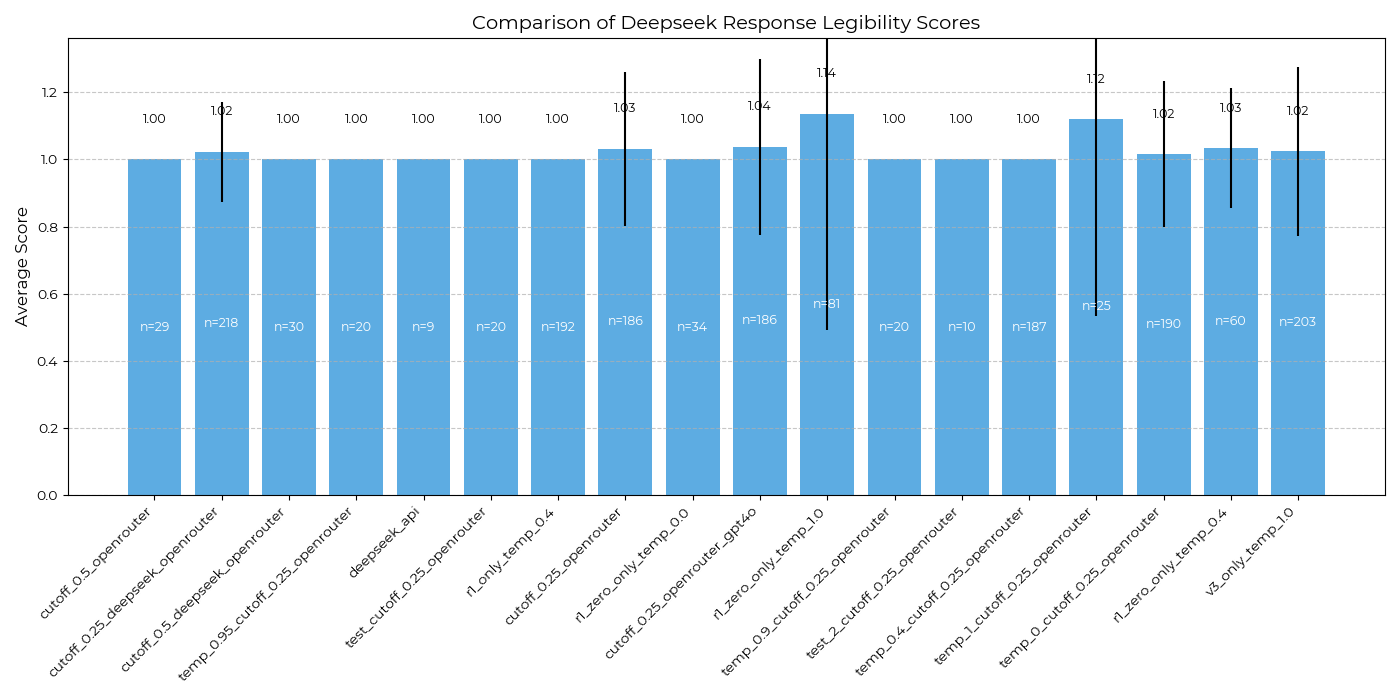 Comparison of Deepseek Response Legibility Scores
Average Score
1.2
1.0
0.8
0.6
0.4
0.2
0.0
1.00
1.02
1.00
1.00
1.00
1.00
1.00
1.03
1.00
1.04
1.14
1.00
1.00
1.00
1.12
1.02
1.03
1.02
n=29
n=218
n=30
n=20
n=9
n=20
n=192
n=186
n=34
n=186
n=81
n=20
n=10
n=187
n=25
n=190
n=60
n=203
cutoff_0.5_openrouter
cutoff_0.25_deepseek_openrouter
cutoff_0.5_deepseek_openrouter
temp_0.95_cutoff_0.25_openrouter
deepseek_api
test_cutoff_0.25_openrouter
r1_only_temp_0.4
cutoff_0.25_openrouter
r1_zero_only_temp_0.0
cutoff_0.25_openrouter_gpt4o
r1_zero_only_temp_1.0
temp_0.9_cutoff_0.25_openrouter
test_2_cutoff_0.25_openrouter
temp_0.4_cutoff_0.25_openrouter
temp_1_cutoff_0.25_openrouter
temp_0_cutoff_0.25_openrouter
r1_zero_only_temp_0.4
v3_only_temp_1.0